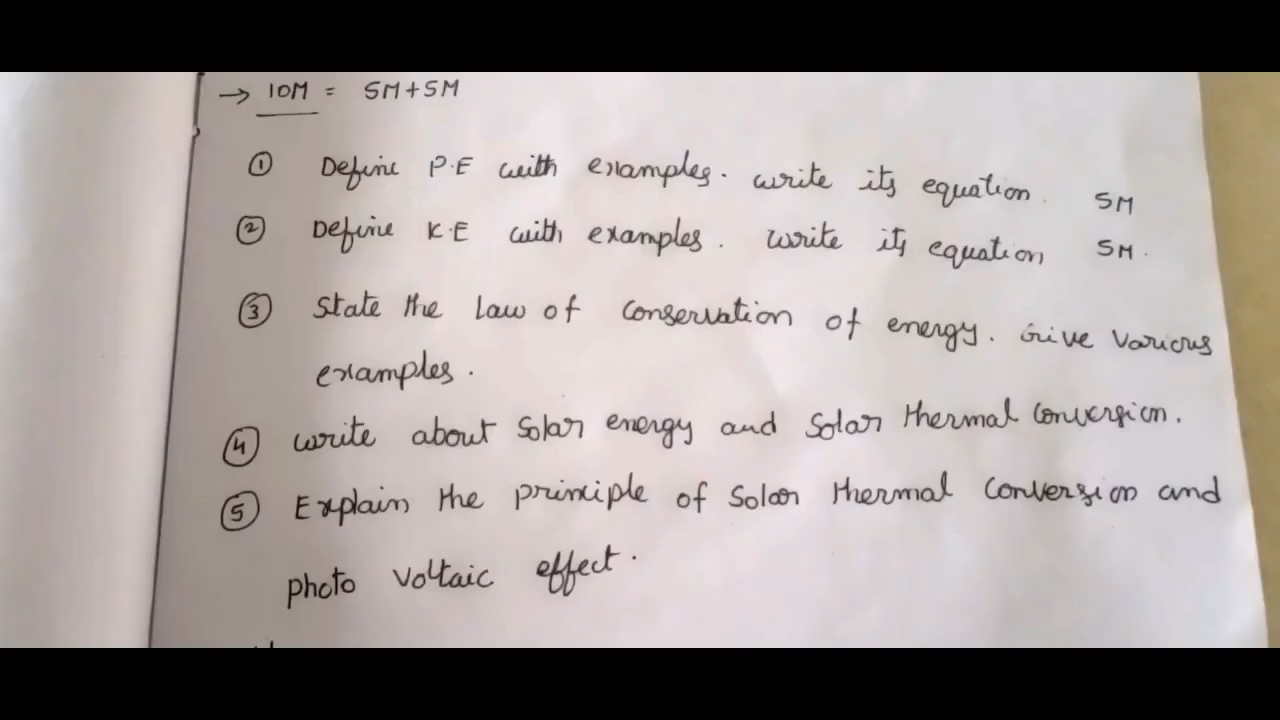 → 10M = 5M+5M
① Define P.E with examples. write its equation. 5M
② Define K.E with examples. write its equation 5M.
③ State the law of conservation of energy. Give various
examples.
④ write about solar energy and solar thermal conversion.
⑤ Explain the principle of solar thermal conversion and
photo voltaic effect.